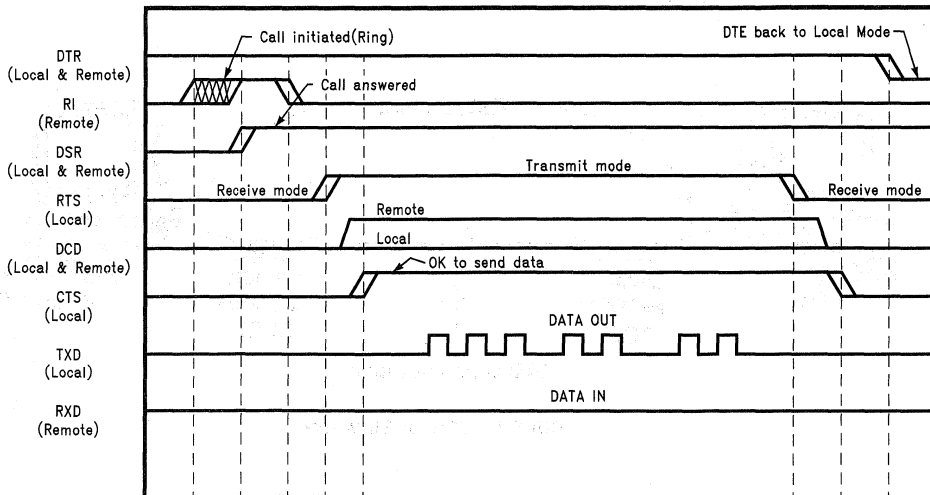 Call initiated(Ring)
DTE back to Local Mode
DTR
(Local & Remote)
Call answered
RI
(Remote)
DSR
(Local & Remote)
Transmit mode
Receive mode
Receive mode
RTS
(Local)
Remote
Local
DCD
(Local & Remote)
OK to send data
CTS
(Local)
DATA OUT
TXD
(Local)
DATA IN
RXD
(Remote)